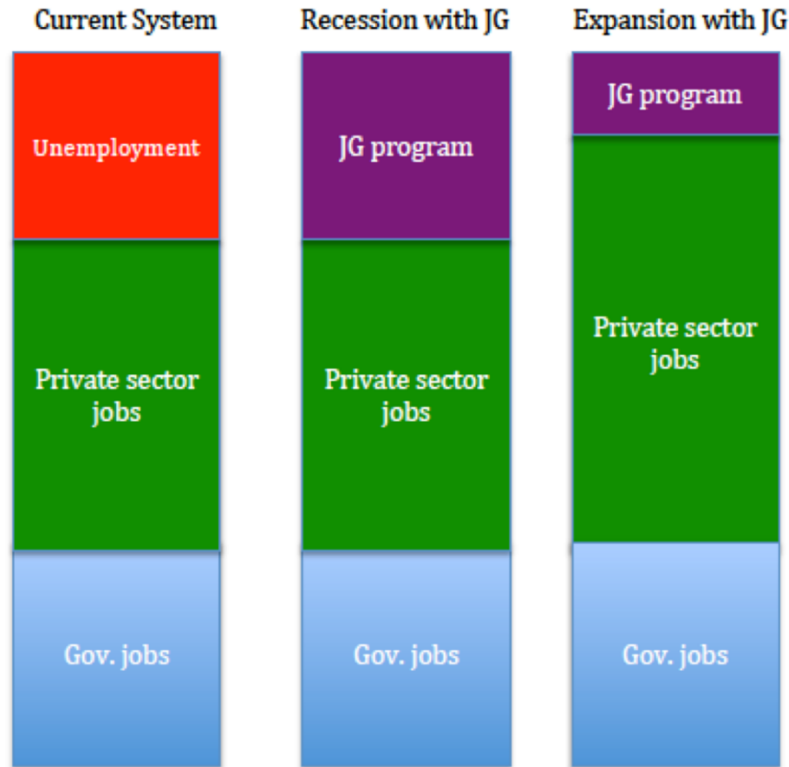 Current System
Recession with JG
Expansion with JG
Unemployment
JG program
JG program
Private sector
jobs
Private sector
jobs
Private sector
jobs
Gov. jobs
Gov. jobs
Gov. jobs